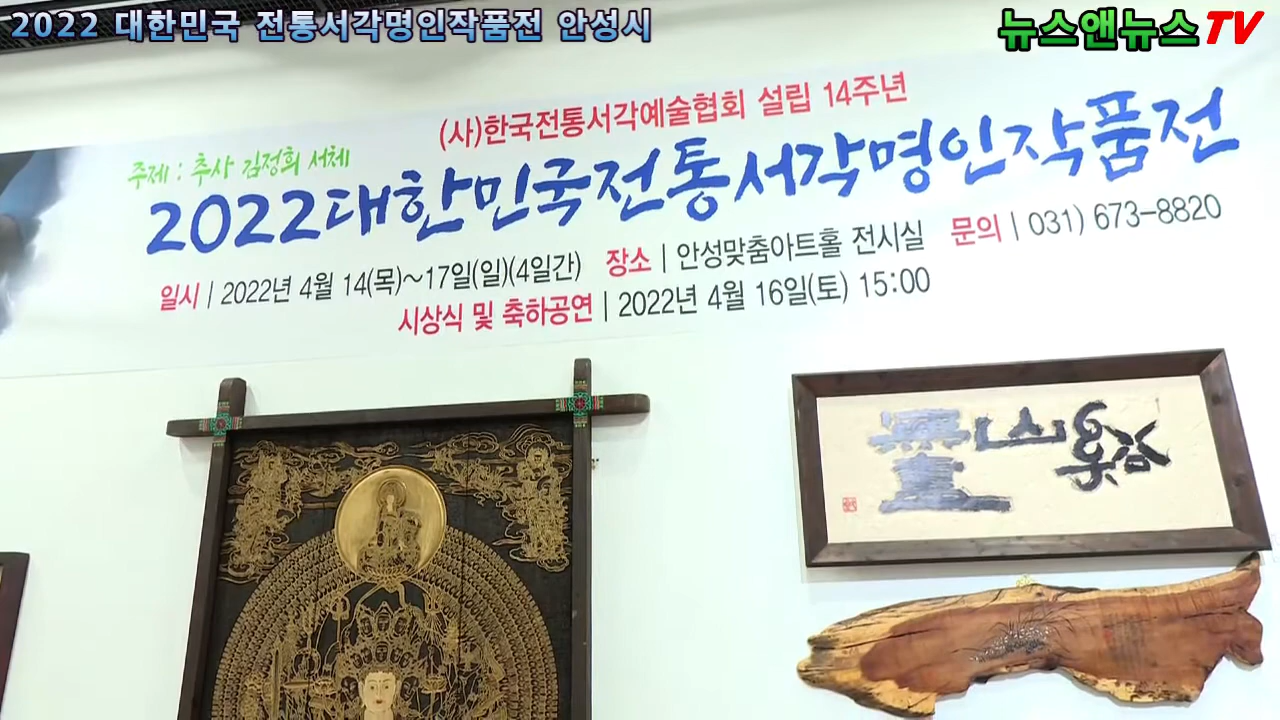 2022 대한민국 전통서각명인작품전 안성시
뉴스앤뉴스TV
(사)한국전통서각예술협회 설립 14주년
주제 : 추사 김정희 서체
2022대한민국전통서각명인작품전
일시 | 2022년 4월 14(목)~17일(일)(4일간) 장소 | 안성맞춤아트홀 전시실 문의 | 031) 673-8820
시상식 및 축하공연 | 2022년 4월 16일(토) 15:00